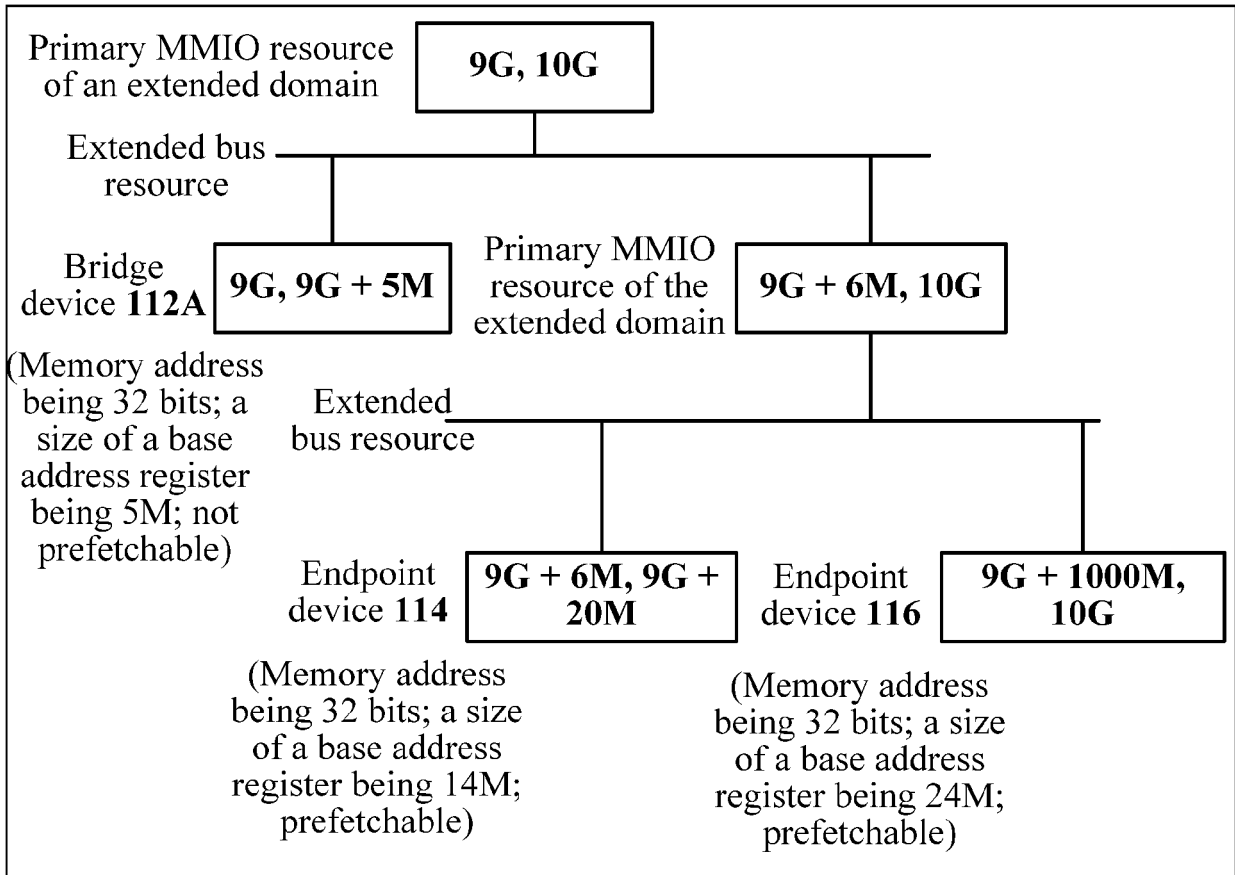 Primary MMIO resource
of an extended domain
9G, 10G
Extended bus
resource
Bridge
device 112A
9G, 9G + 5M
Primary MMIO
resource of the
extended domain
9G + 6M, 10G
(Memory address
being 32 bits; a
size of a base
address register
being 5M; not
prefetchable)
Extended
bus resource
Endpoint
device 114
9G + 6M, 9G +
20M
Endpoint
device 116
9G + 1000M,
10G
(Memory address
being 32 bits; a size
of a base address
register being 14M;
prefetchable)
(Memory address
being 32 bits; a size
of a base address
register being 24M;
prefetchable)